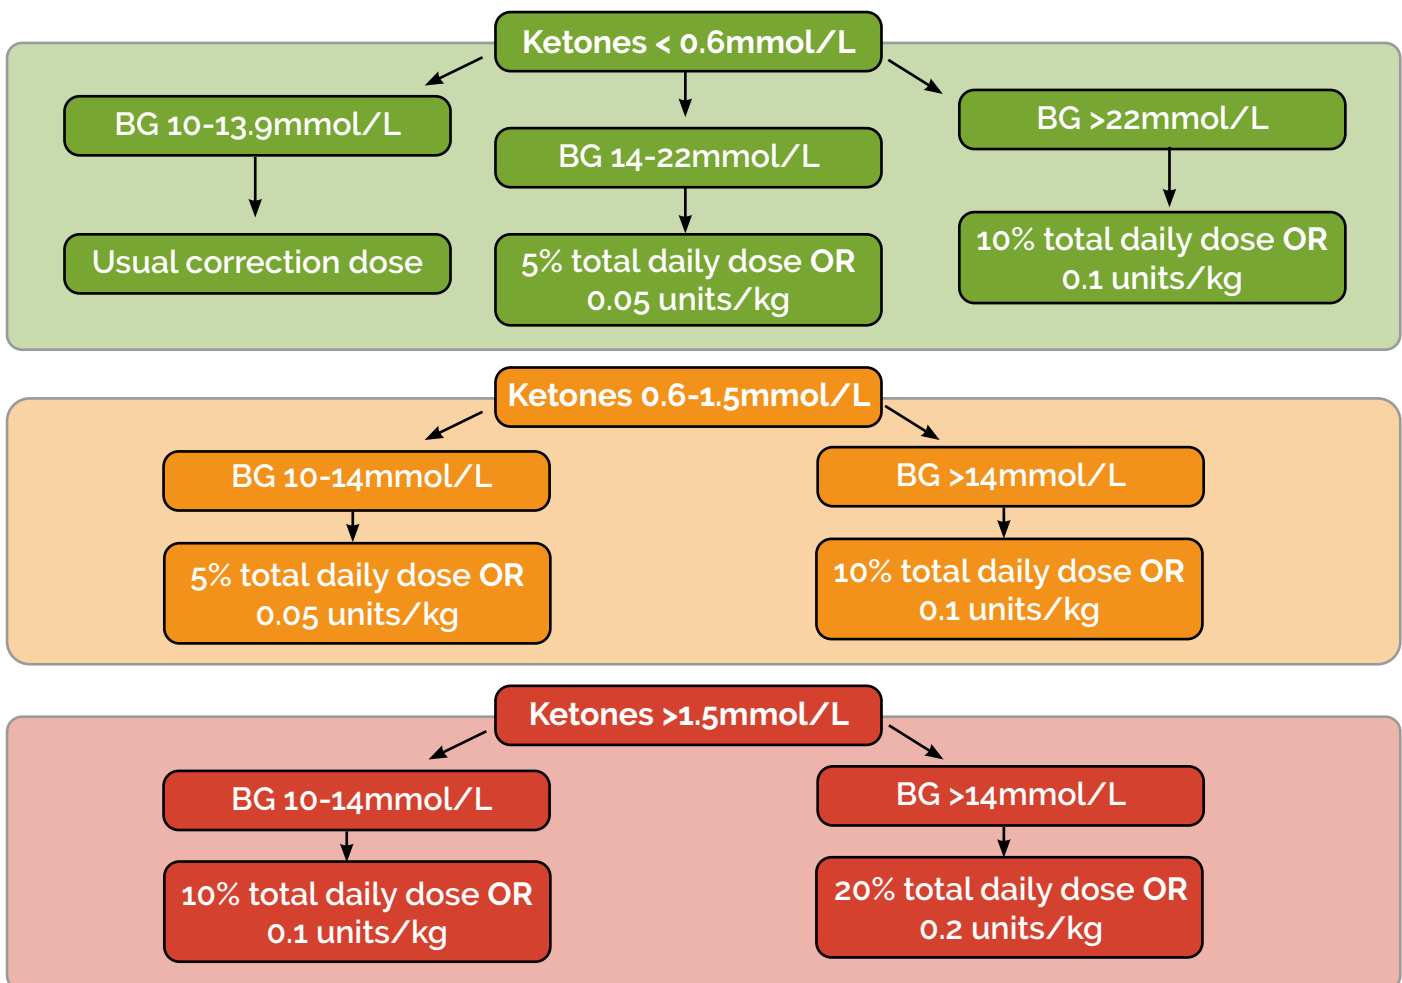 Ketones < 0.6mmol/L
BG 10-13.9mmol/L
Usual correction dose
BG 14-22mmol/L
5% total daily dose OR
0.05 units/kg
BG >22mmol/L
10% total daily dose OR
0.1 units/kg
Ketones 0.6-1.5mmol/L
BG 10-14mmol/L
5% total daily dose OR
0.05 units/kg
BG >14mmol/L
10% total daily dose OR
0.1 units/kg
Ketones >1.5mmol/L
BG 10-14mmol/L
10% total daily dose OR
0.1 units/kg
BG >14mmol/L
20% total daily dose OR
0.2 units/kg